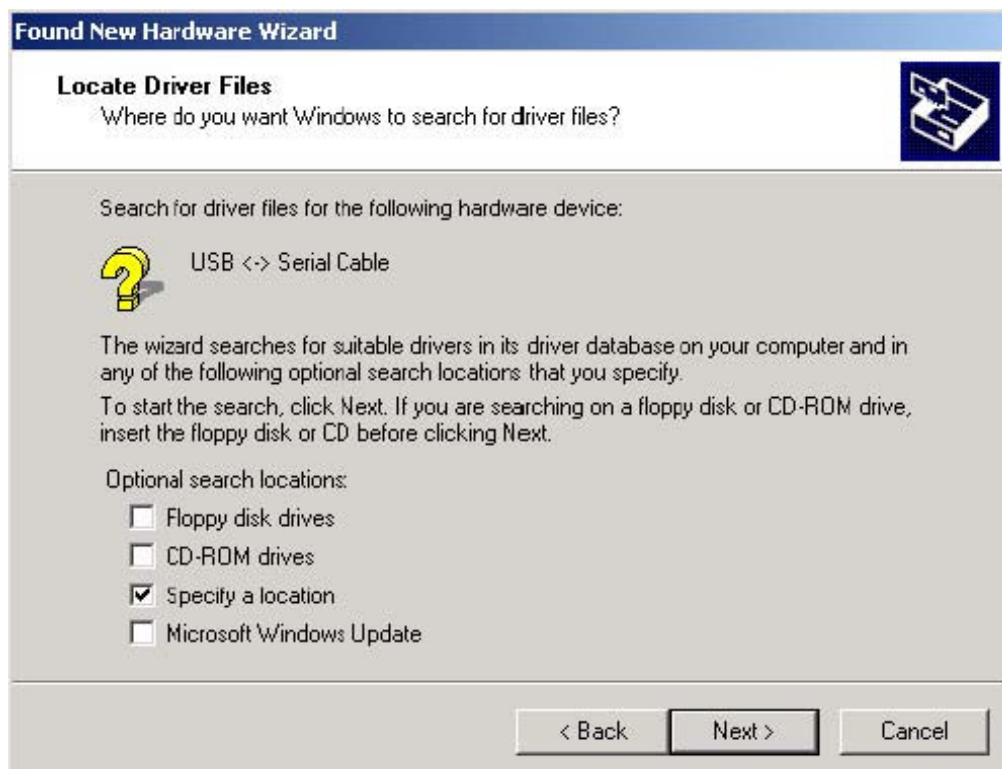 Found New Hardware Wizard
Locate Driver Files
Where do you want Windows to search for driver files?
Search for driver files for the following hardware device:
USB <-> Serial Cable
The wizard searches for suitable drivers in its driver database on your computer and in
any of the following optional search locations that you specify.
To start the search, click Next. If you are searching on a floppy disk or CD-ROM drive,
insert the floppy disk or CD before clicking Next.
Optional search locations:
Floppy disk drives
CD-ROM drives
Specify a location
Microsoft Windows Update
< Back Next > Cancel